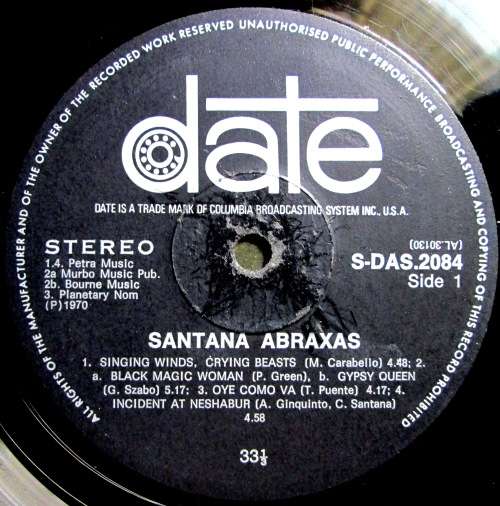 ALL RIGHTS OF THE MANUFACTURER AND OF THE OWNER OF THE RECORDED WORK RESERVED UNAUTHORISED PUBLIC PERFORMANCE BROADCASTING AND COPYING OF THIS RECORD PROHIBITED
date
DATE IS A TRADE MARK OF COLUMBIA BROADCASTING SYSTEM INC., U.S.A.
STEREO
1.4. Petra Music
2a Murbo Music Pub.
2b. Bourne Music
3. Planetary Nom
(P)1970
(AL.30130)
S-DAS.2084
Side 1
SANTANA ABRAXAS
1. SINGING WINDS, CRYING BEASTS (M. Carabello) 4.48; 2.
a. BLACK MAGIC WOMAN (P. Green), b. GYPSY QUEEN
(G. Szabo) 5.17; 3. OYE COMO VA (T. Puente) 4.17; 4.
INCIDENT AT NESHABUR (A. Ginquinto, C. Santana)
4.58
33⅓